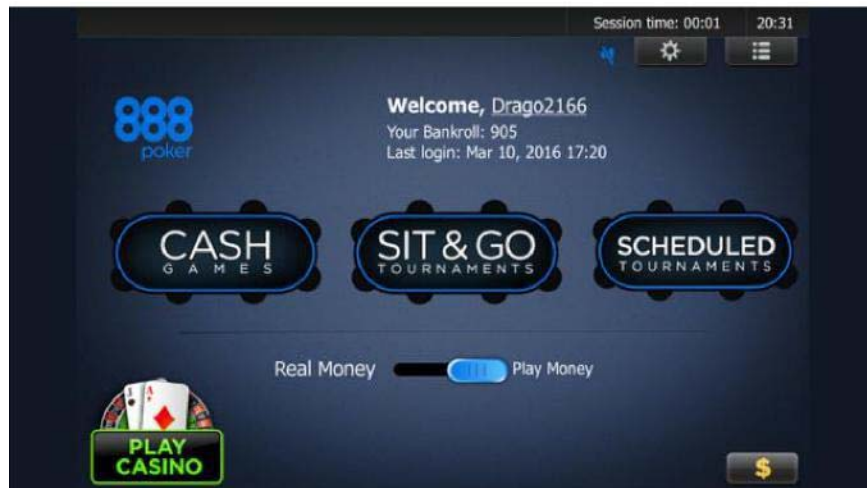 Session time: 00:01 20:31
888
poker
Welcome, Drago2166
Your Bankroll: 905
Last login: Mar 10, 2016 17:20
CASH
GAMES
SIT & GO
TOURNAMENTS
SCHEDULED
TOURNAMENTS
Real Money Play Money
A
PLAY
CASINO
$